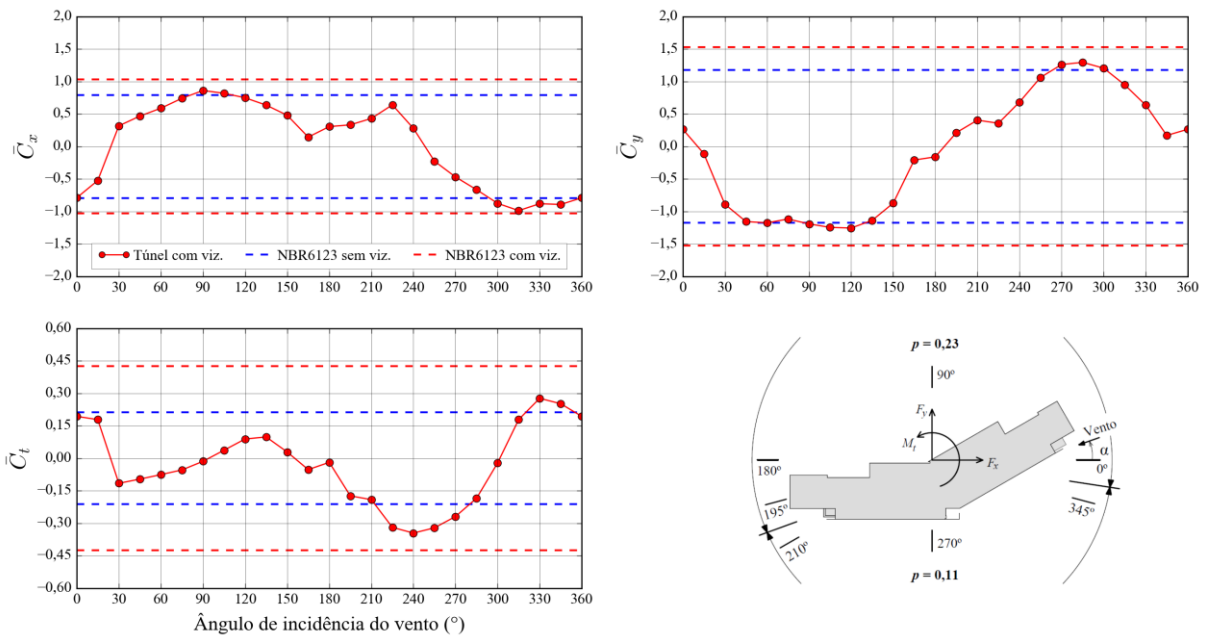 2,0
1,5
1,0
0,5
0,0
−0,5
−1,0
−1,5
−2,0
C̄x
Túnel com viz.
NBR6123 sem viz.
NBR6123 com viz.
0 30 60 90 120 150 180 210 240 270 300 330 360
2,0
1,5
1,0
0,5
0,0
−0,5
−1,0
−1,5
−2,0
C̄y
0 30 60 90 120 150 180 210 240 270 300 330 360
0,60
0,45
0,30
0,15
0,00
−0,15
−0,30
−0,45
−0,60
C̄t
0 30 60 90 120 150 180 210 240 270 300 330 360
Ângulo de incidência do vento (°)
p = 0,23
90º
Fy
Mt
Fx
Vento
α
0º
180º
195º
210º
345º
270º
p = 0,11